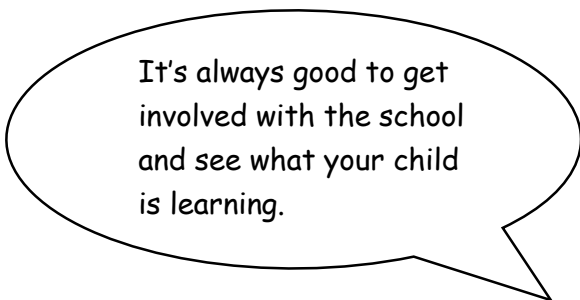 It's always good to get
involved with the school
and see what your child
is learning.